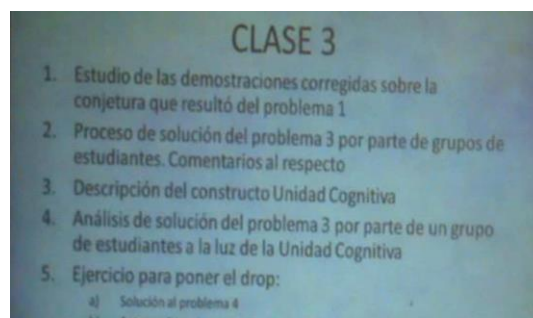 CLASE 3
1. Estudio de las demostraciones corregidas sobre la
conjetura que resultó del problema 1
2. Proceso de solución del problema 3 por parte de grupos de
estudiantes. Comentarios al respecto
3. Descripción del constructo Unidad Cognitiva
4. Análisis de solución del problema 3 por parte de un grupo
de estudiantes a la luz de la Unidad Cognitiva
5. Ejercicio para poner el drop:
a) Solución al problema 4